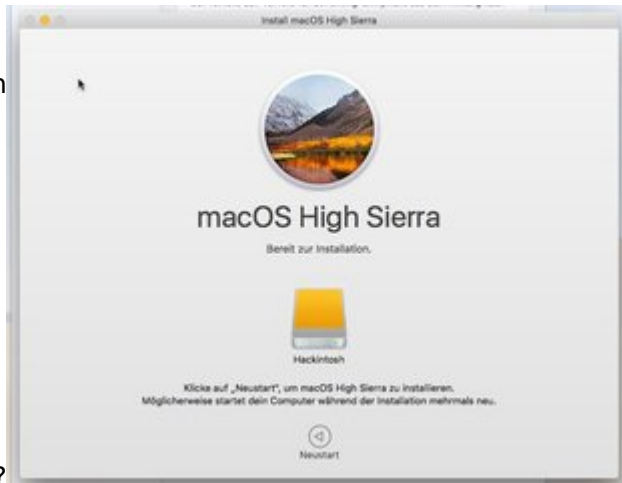 Install macOS High Sierra
n
macOS High Sierra
Bereit zur Installation.
Hackintosh
Klicke auf „Neustart“, um macOS High Sierra zu installieren.
Möglicherweise startet dein Computer während der Installation mehrmals neu.
Neustart
?